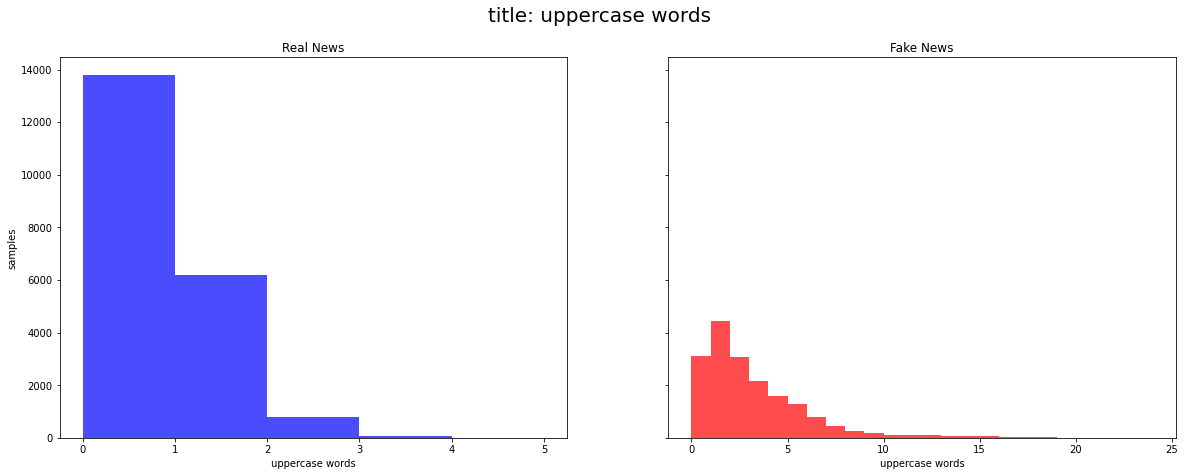 title: uppercase words
Real News
Fake News
14000
12000
10000
8000
6000
4000
2000
0
samples
0 1 2 3 4 5
0 5 10 15 20 25
uppercase words
uppercase words